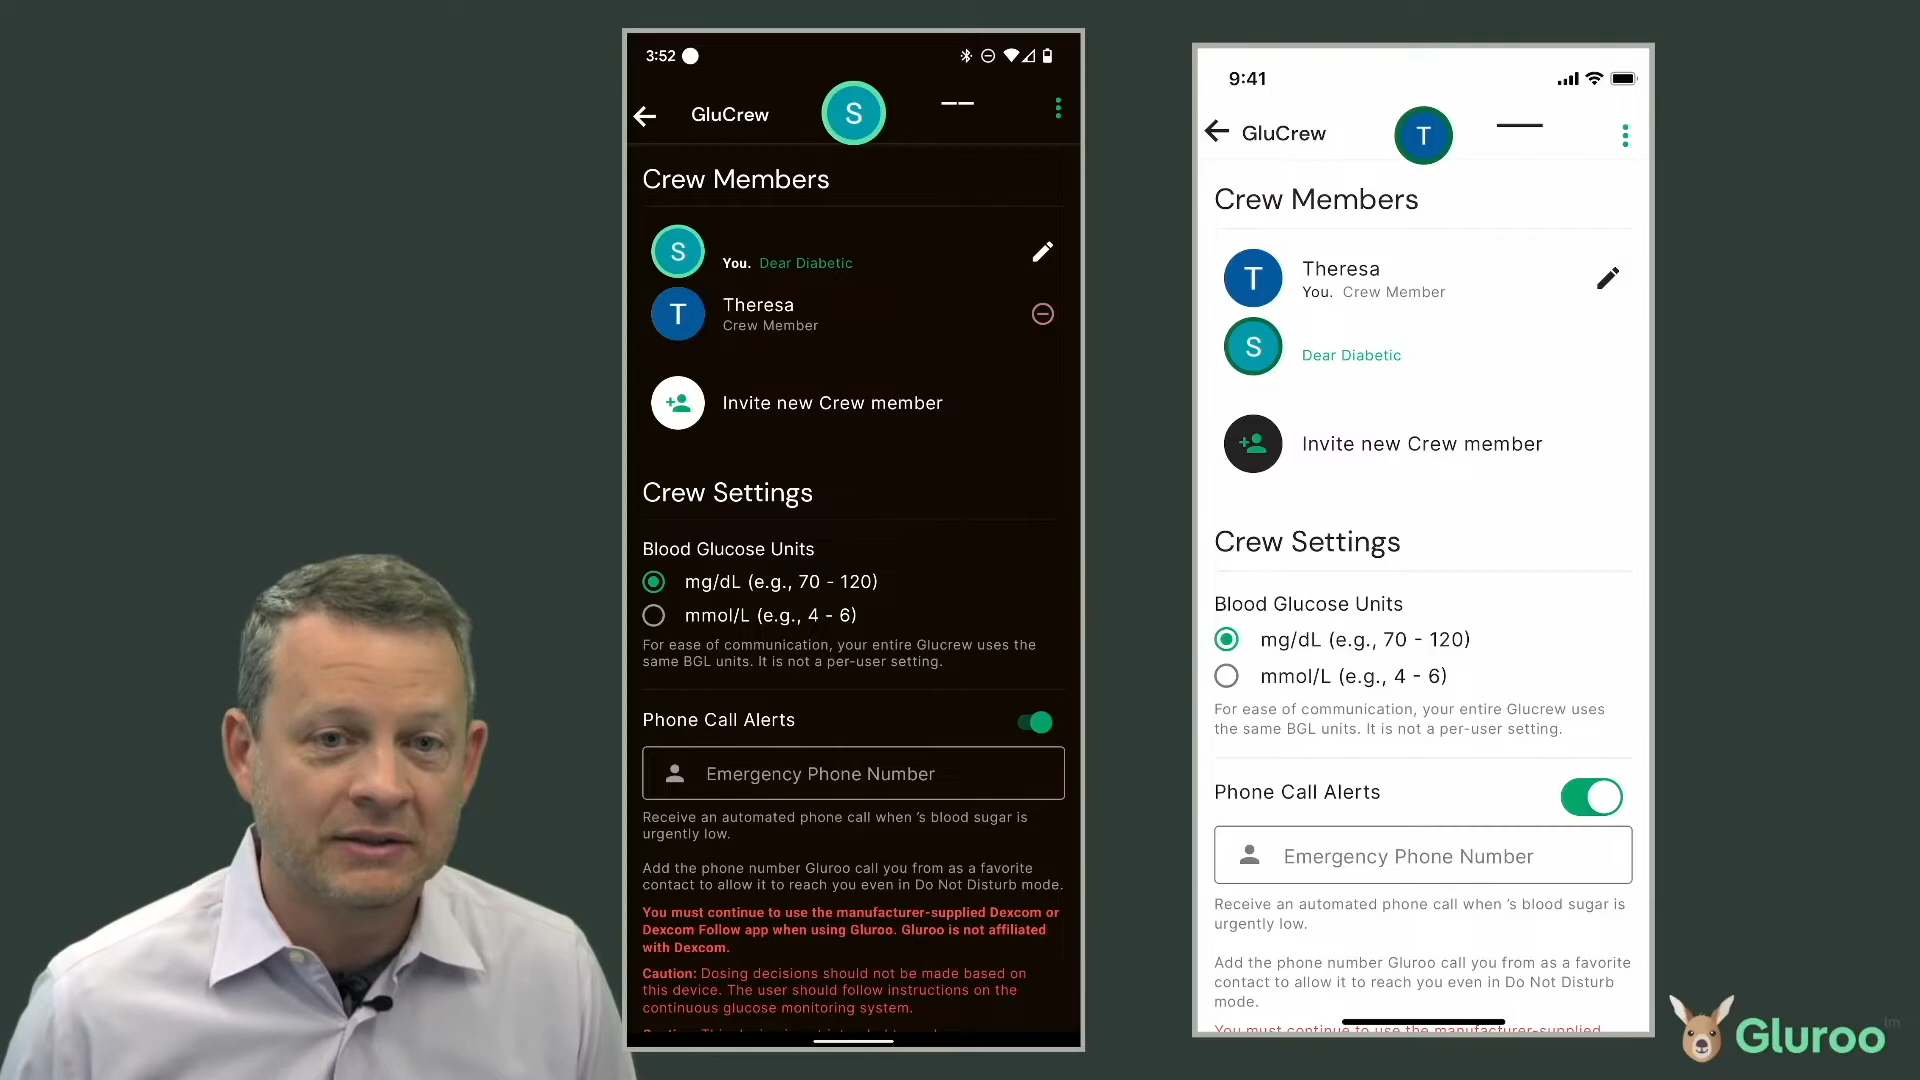 3:52
GluCrew
S
Crew Members
S
You. Dear Diabetic
T
Theresa
Crew Member
Invite new Crew member
Crew Settings
Blood Glucose Units
mg/dL (e.g., 70 - 120)
mmol/L (e.g., 4 - 6)
For ease of communication, your entire Glucrew uses the
same BGL units. It is not a per-user setting.
Phone Call Alerts
Emergency Phone Number
Receive an automated phone call when 's blood sugar is
urgently low.
Add the phone number Gluroo call you from as a favorite
contact to allow it to reach you even in Do Not Disturb mode.
You must continue to use the manufacturer-supplied Dexcom or
Dexcom Follow app when using Gluroo. Gluroo is not affiliated
with Dexcom.
Caution: Dosing decisions should not be made based on
this device. The user should follow instructions on the
continuous glucose monitoring system.
9:41
GluCrew
T
Crew Members
T
Theresa
You. Crew Member
S
Dear Diabetic
Invite new Crew member
Crew Settings
Blood Glucose Units
mg/dL (e.g., 70 - 120)
mmol/L (e.g., 4 - 6)
For ease of communication, your entire Glucrew uses
the same BGL units. It is not a per-user setting.
Phone Call Alerts
Emergency Phone Number
Receive an automated phone call when 's blood sugar is
urgently low.
Add the phone number Gluroo call you from as a favorite
contact to allow it to reach you even in Do Not Disturb
mode.
You must continue to use the manufacturer-supplied
Gluroo